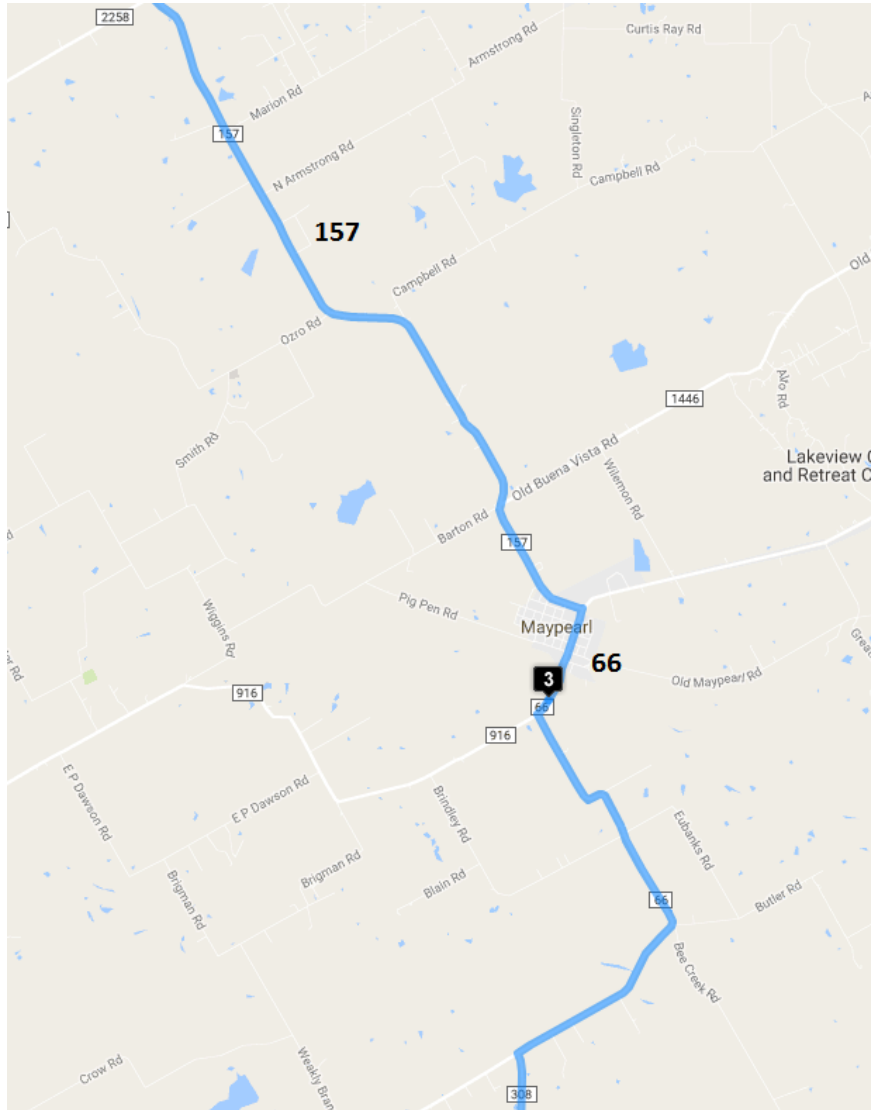 2258
Curtis Ray Rd
Armstrong Rd
Marion Rd
157
Singleton Rd
N Armstrong Rd
Campbell Rd
157
Campbell Rd
Old
Ozro Rd
Avo Rd
1446
Smith Rd
Old Buena Vista Rd
Lakeview
and Retreat C
Wilemon Rd
Barton Rd
157
Wiggins Rd
Pig Pen Rd
Maypearl
66
Old Maypearl Rd
3
916
66
916
E P Dawson Rd
E P Dawson Rd
Brindley Rd
Eubanks Rd
Brigman Rd
Blain Rd
Brigman Rd
66
Butler Rd
Bee Creek Rd
Crow Rd
Weakly Bran
308